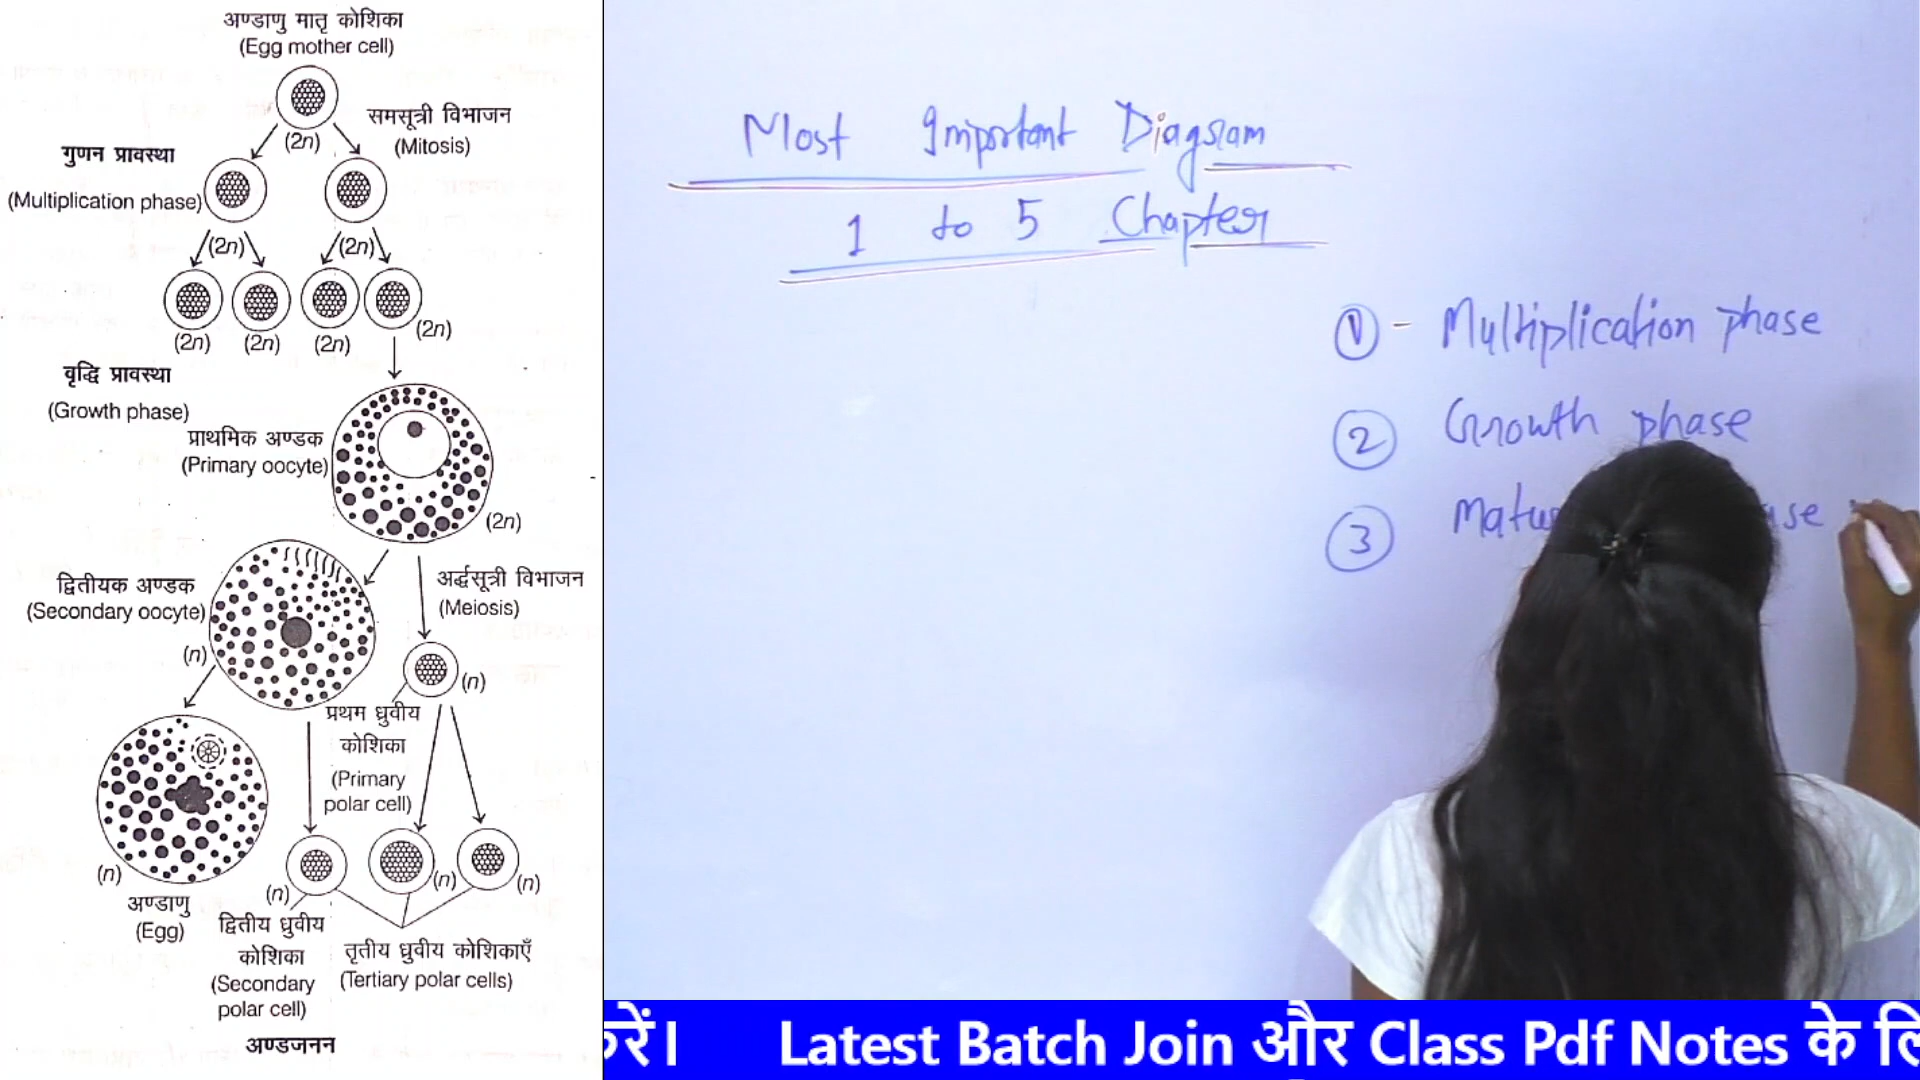 अण्डाणु मातृ कोशिका
(Egg mother cell)
समसूत्री विभाजन
(Mitosis)
(2n)
गुणन प्रावस्था
(Multiplication phase)
(2n)
(2n)
(2n)
(2n)
(2n)
(2n)
वृद्धि प्रावस्था
(Growth phase)
प्राथमिक अण्डक
(Primary oocyte)
(2n)
द्वितीयक अण्डक
(Secondary oocyte)
(n)
अर्द्धसूत्री विभाजन
(Meiosis)
(n)
प्रथम ध्रुवीय
कोशिका
(Primary
polar cell)
(n)
अण्डाणु
(Egg)
(n)
(n)
(n)
द्वितीय ध्रुवीय
कोशिका
(Secondary
polar cell)
तृतीय ध्रुवीय कोशिकाएँ
(Tertiary polar cells)
अण्डजनन
Most Important Diagram
1 to 5 Chapter
① - Multiplication phase
② Growth phase
③
करें। Latest Batch Join और Class Pdf Notes के लि